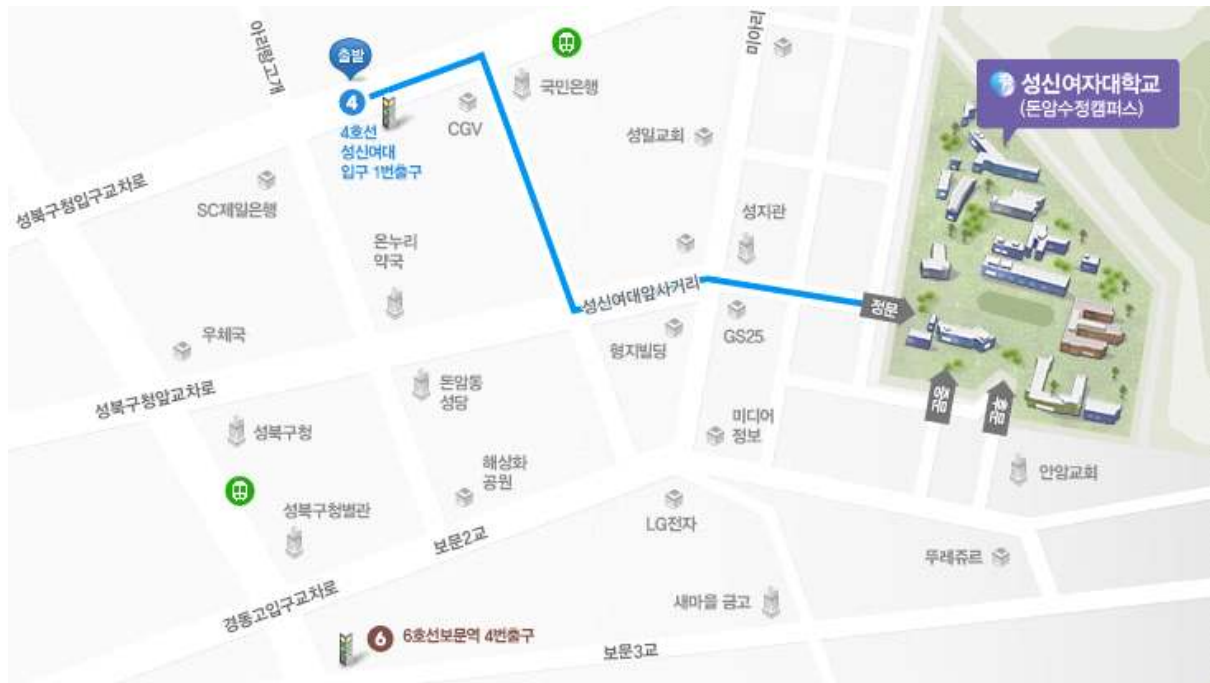 아리랑고개
출발
4
4호선
성신여대
입구 1번출구
CGV
국민은행
미아리
성신여자대학교
(돈암수정캠퍼스)
성일교회
성북구청입구교차로
SC제일은행
온누리
약국
성지관
성신여대앞사거리
정문
우체국
형지빌딩
GS25
성북구청앞교차로
돈암동
성당
중문
후문
성북구청
미디어
정보
해상화
공원
안암교회
성북구청별관
보문2교
LG전자
뚜레쥬르
경동고입구교차로
새마을 금고
6
6호선보문역 4번출구
보문3교